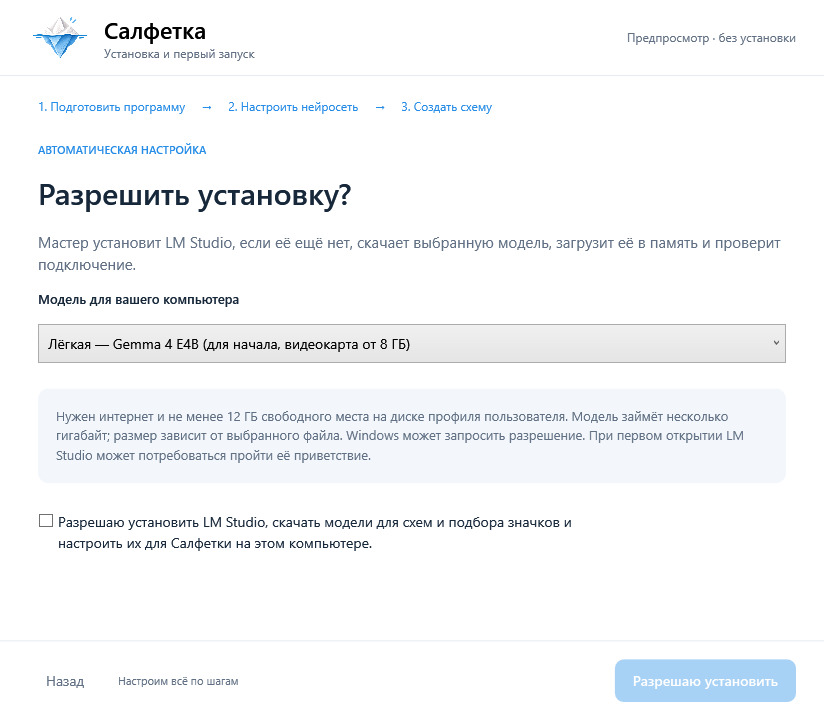 Салфетка
Установка и первый запуск
Предпросмотр · без установки
1. Подготовить программу → 2. Настроить нейросеть → 3. Создать схему
АВТОМАТИЧЕСКАЯ НАСТРОЙКА
Разрешить установку?
Мастер установит LM Studio, если её ещё нет, скачает выбранную модель, загрузит её в память и проверит
подключение.
Модель для вашего компьютера
Лёгкая — Gemma 4 E4B (для начала, видеокарта от 8 ГБ)
Нужен интернет и не менее 12 ГБ свободного места на диске профиля пользователя. Модель займёт несколько
гигабайт; размер зависит от выбранного файла. Windows может запросить разрешение. При первом открытии LM
Studio может потребоваться пройти её приветствие.
Разрешаю установить LM Studio, скачать модели для схем и подбора значков и
настроить их для Салфетки на этом компьютере.
Назад
Настроим всё по шагам
Разрешаю установить